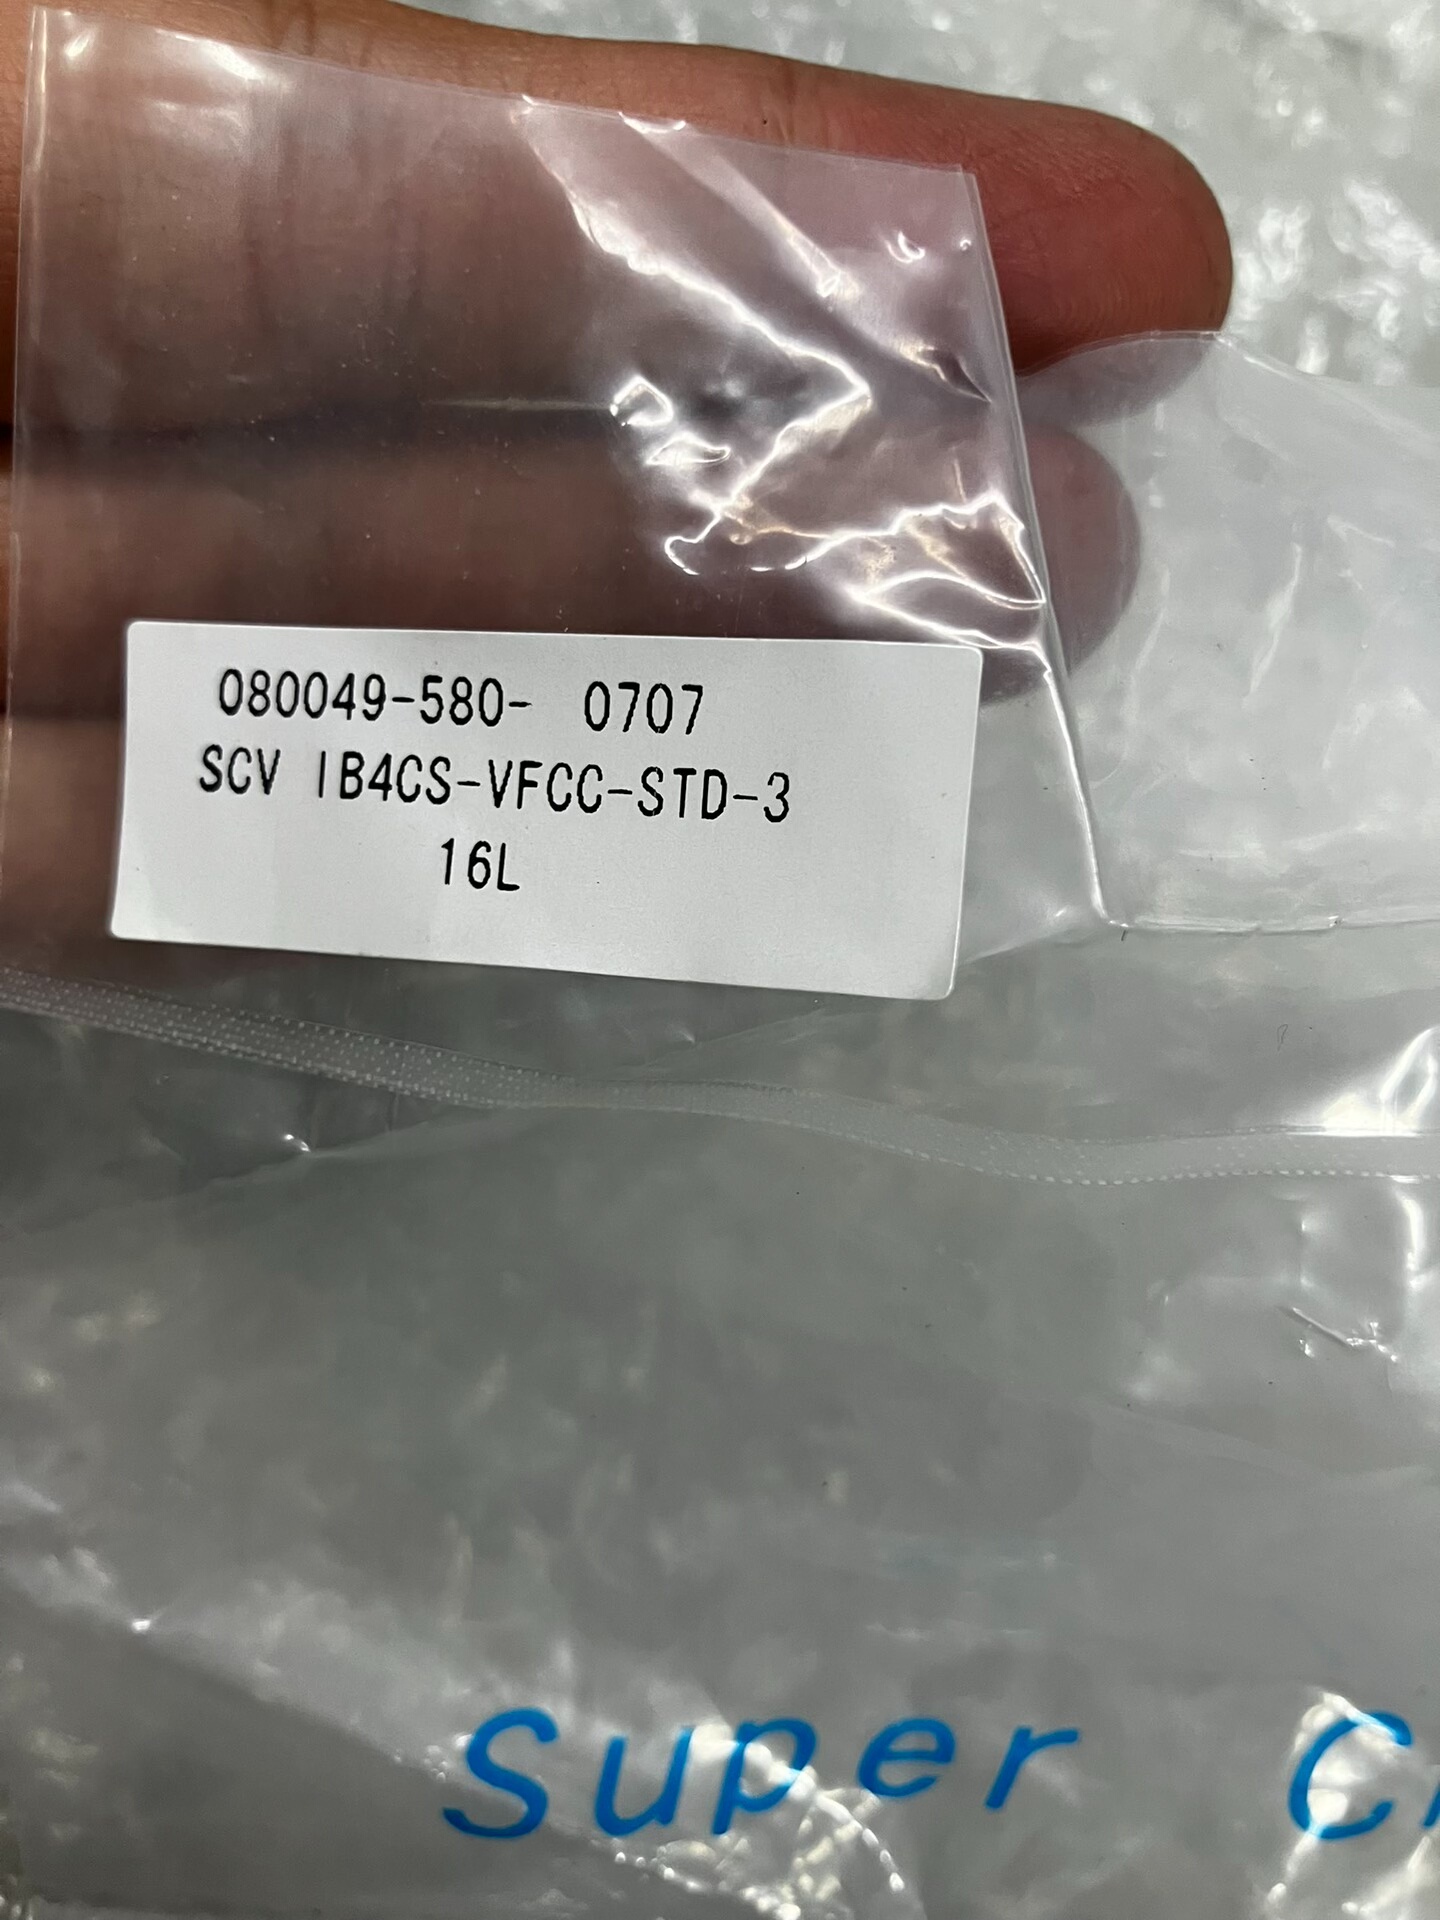 080049-580- 0707
SCV IB4CS-VFCC-STD-3
16L
Super